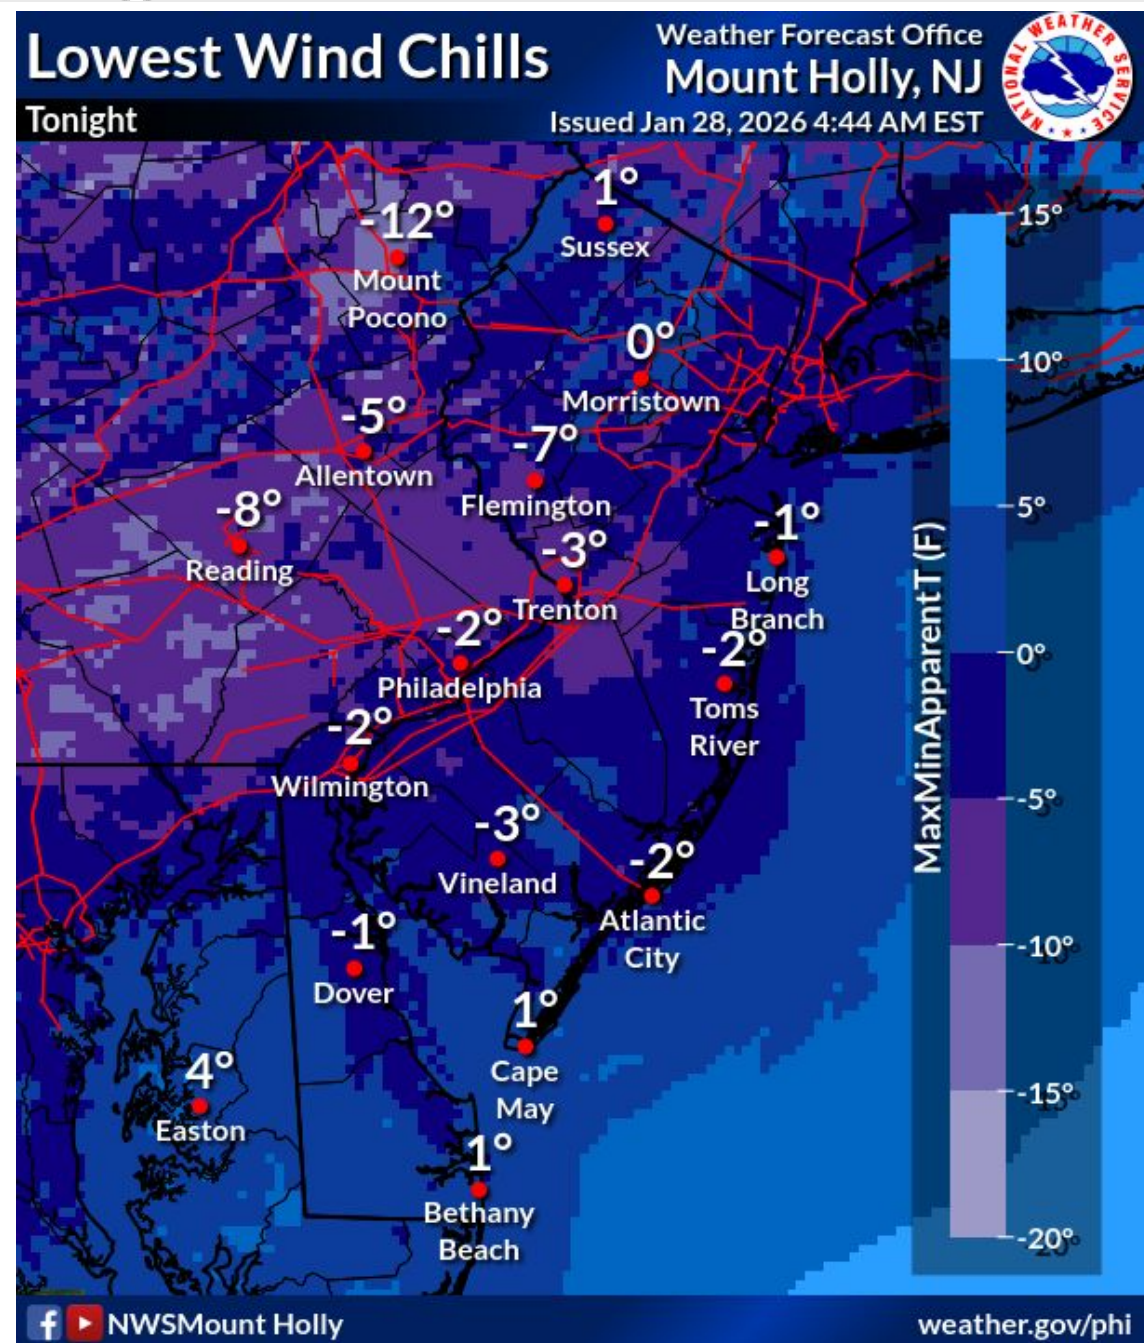 Lowest Wind Chills
Tonight
Weather Forecast Office
Mount Holly, NJ
Issued Jan 28, 2026 4:44 AM EST
NATIONAL WEATHER SERVICE
1°
Sussex
-12°
Mount
Pocono
0°
Morristown
-5°
Allentown
-7°
Flemington
-8°
Reading
-1°
Long
Branch
-3°
Trenton
-2°
Philadelphia
-2°
Toms
River
-2°
Wilmington
-3°
Vineland
-2°
Atlantic
City
-1°
Dover
1°
Cape
May
4°
Easton
1°
Bethany
Beach
MaxMinApparentT (F)
15°
10°
5°
0°
-5°
-10°
-15°
-20°
NWSMount Holly
weather.gov/phi